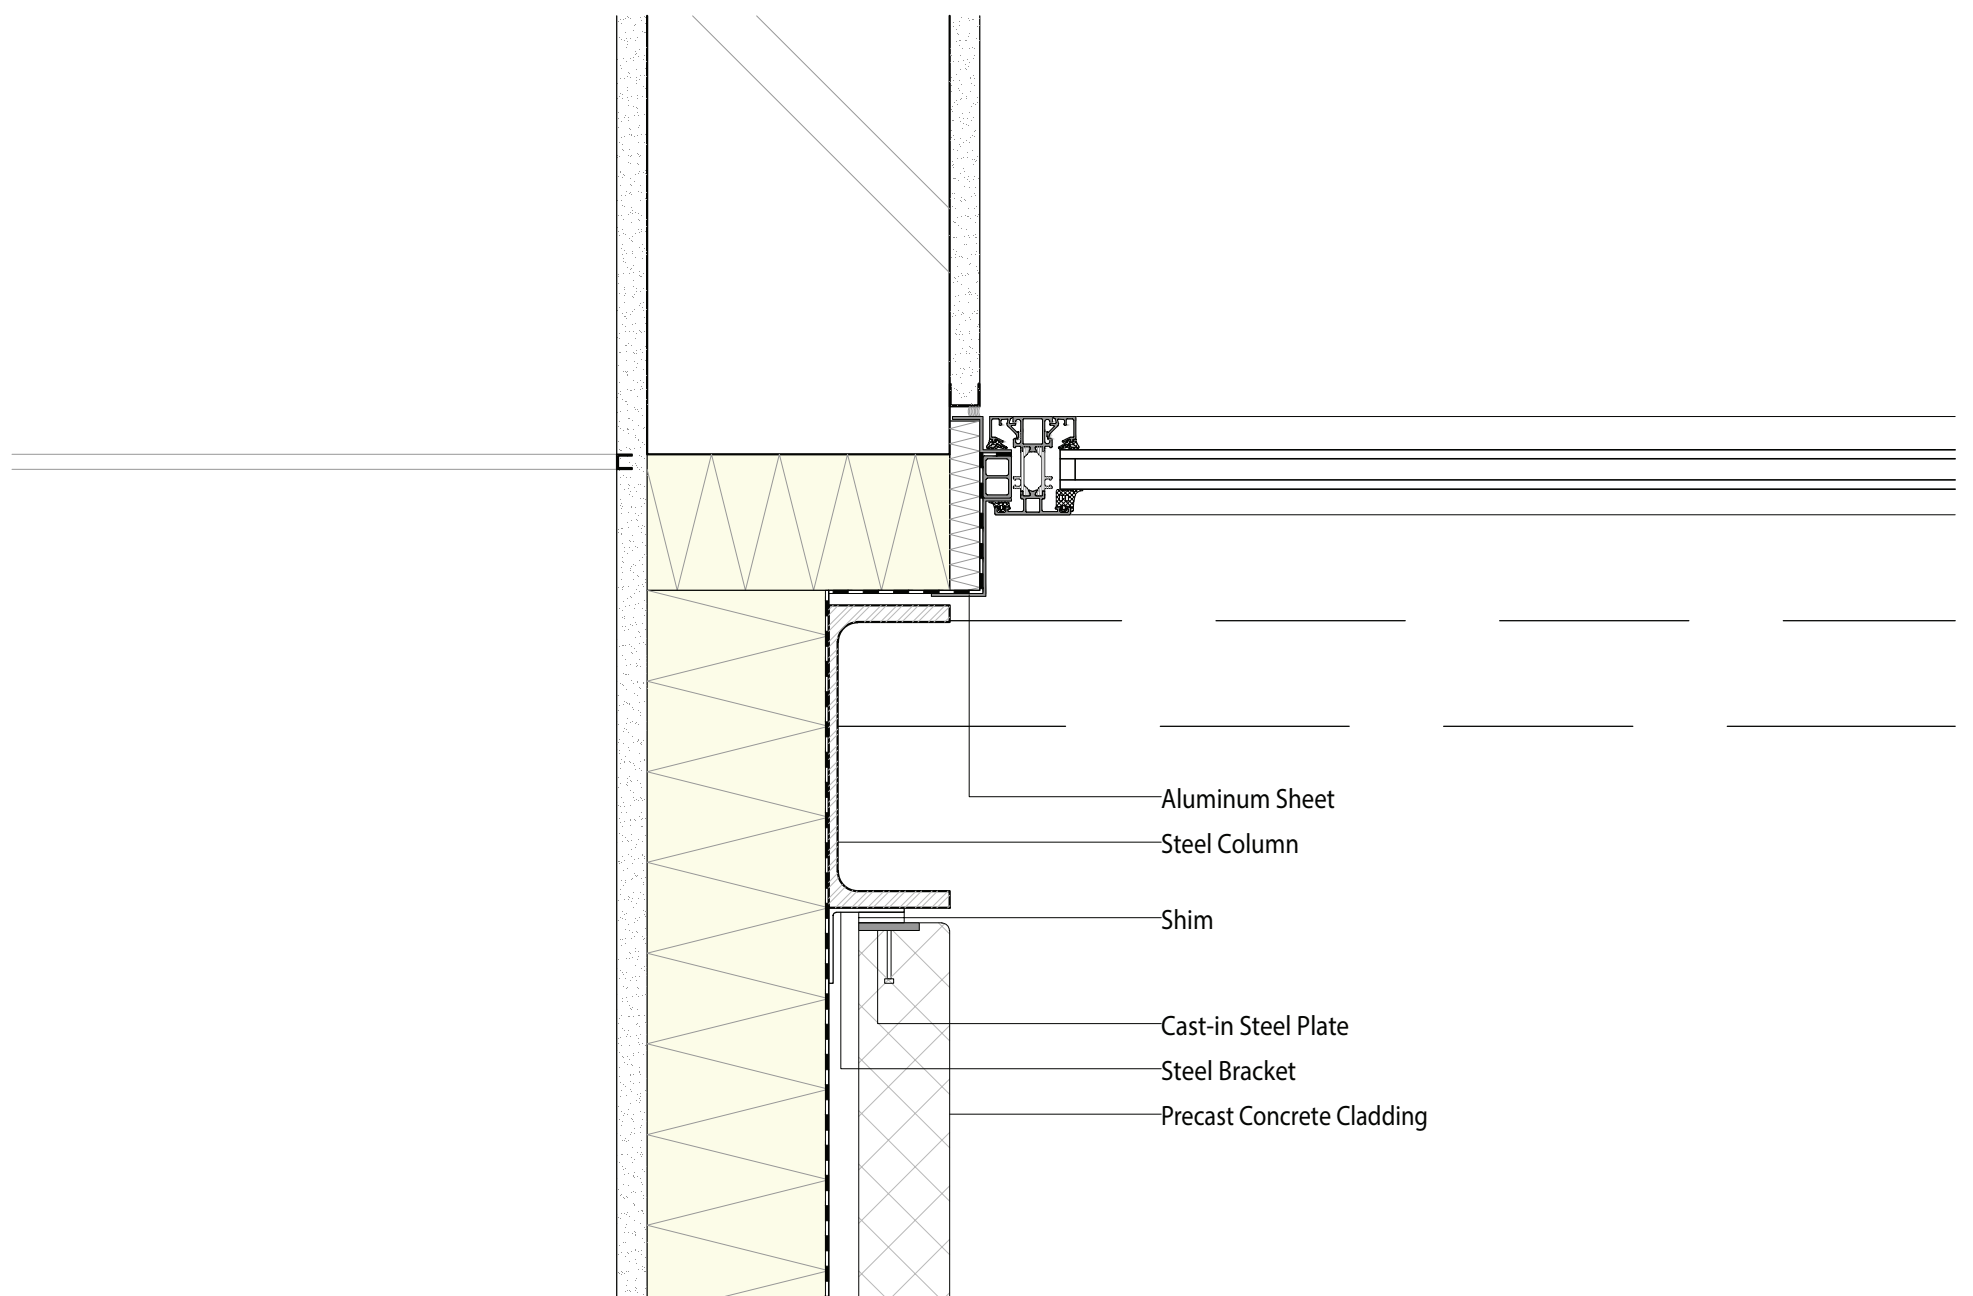 Aluminum Sheet
Steel Column
Shim
Cast-in Steel Plate
Steel Bracket
Precast Concrete Cladding